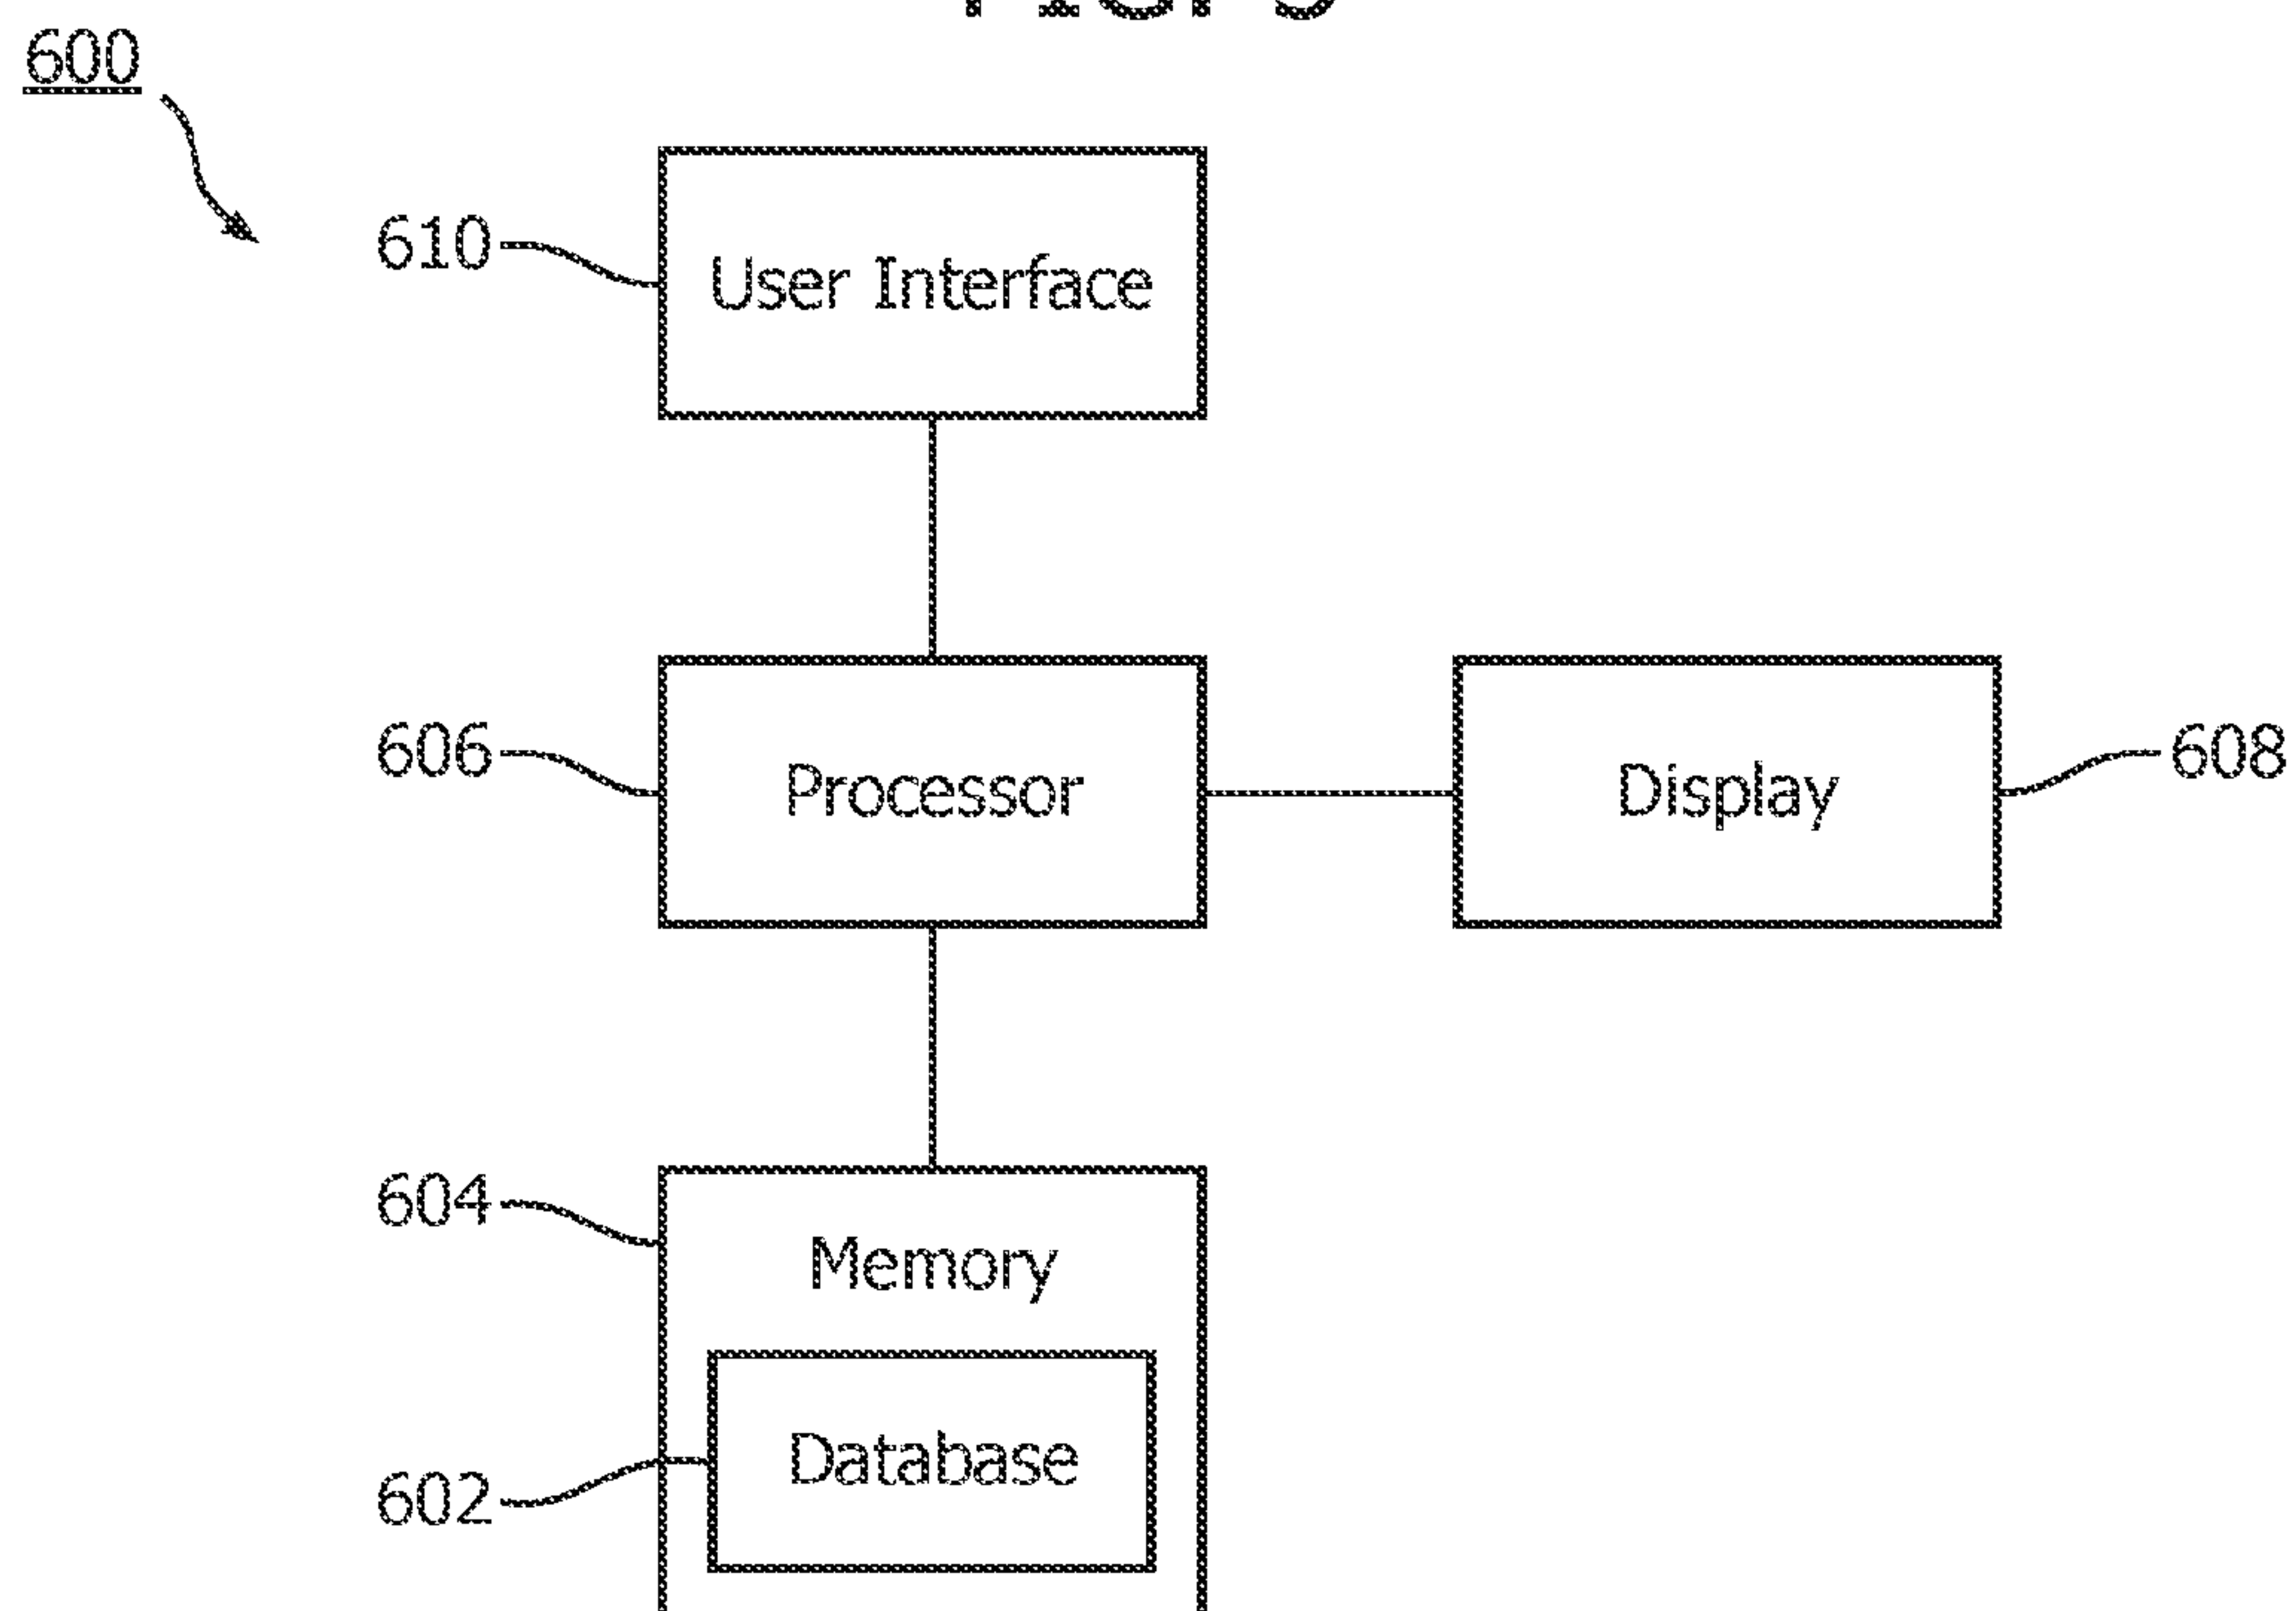 600
610
User Interface
606
Processor
Display
608
604
Memory
Database
602